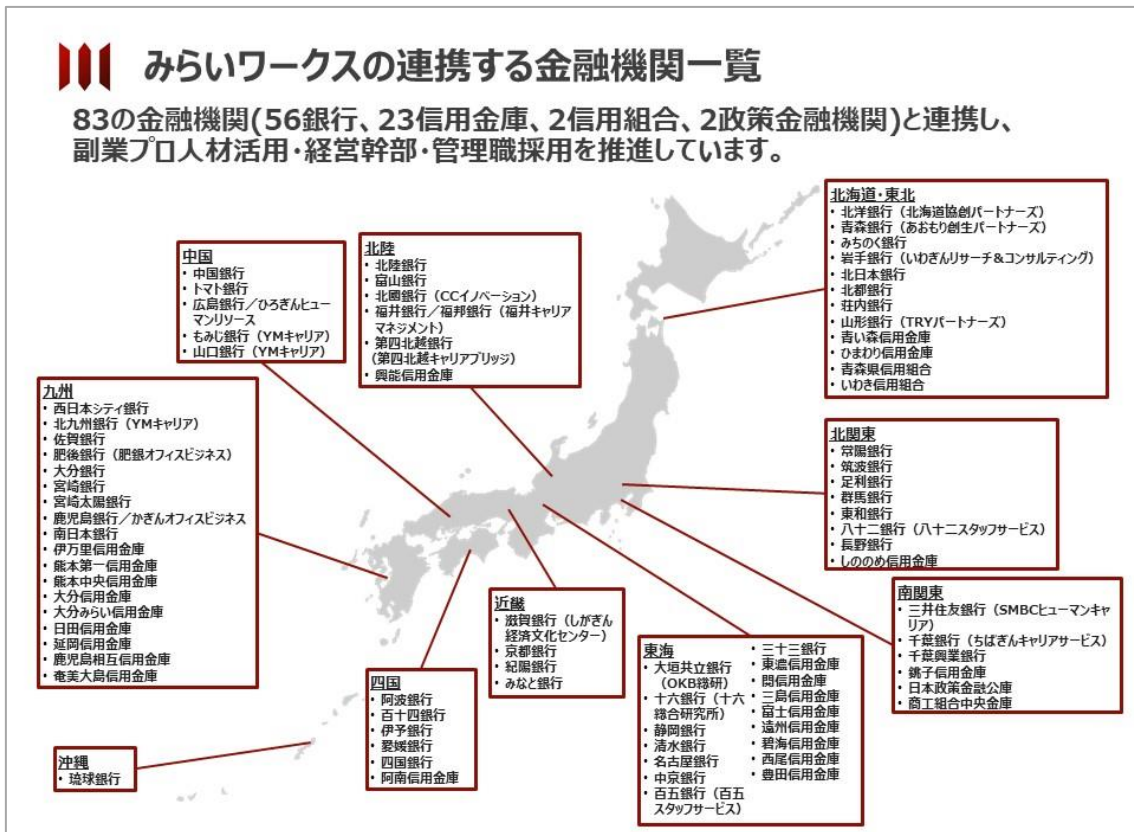 みらいワークスの連携する金融機関一覧
83の金融機関(56銀行、23信用金庫、2信用組合、2政策金融機関)と連携し、
副業プロ人材活用・経営幹部・管理職採用を推進しています。
北海道・東北
・北洋銀行（北海道協創パートナーズ）
・青森銀行（あおもり創生パートナーズ）
・みちのく銀行
・岩手銀行（いわぎんリサーチ＆コンサルティング）
・北日本銀行
・北都銀行
・荘内銀行
・山形銀行（TRYパートナーズ）
・青い森信用金庫
・ひまわり信用金庫
・青森県信用組合
・いわき信用組合
北陸
・北陸銀行
・富山銀行
・北國銀行（CCイノベーション）
・福井銀行／福邦銀行（福井キャリア
マネジメント）
・第四北越銀行
（第四北越キャリアブリッジ）
・興能信用金庫
中国
・中国銀行
・トマト銀行
・広島銀行／ひろぎんヒュー
マンリソース
・もみじ銀行（YMキャリア）
・山口銀行（YMキャリア）
九州
・西日本シティ銀行
・北九州銀行（YMキャリア）
・佐賀銀行
・肥後銀行（肥銀オフィスビジネス）
・大分銀行
・宮崎銀行
・宮崎太陽銀行
・鹿児島銀行／かぎんオフィスビジネス
・南日本銀行
・伊万里信用金庫
・熊本第一信用金庫
・熊本中央信用金庫
・大分信用金庫
・大分みらい信用金庫
・日田信用金庫
・延岡信用金庫
・鹿児島相互信用金庫
・奄美大島信用金庫
北関東
・常陽銀行
・筑波銀行
・足利銀行
・群馬銀行
・東和銀行
・八十二銀行（八十二スタッフサービス）
・長野銀行
・しののめ信用金庫
南関東
・三井住友銀行（SMBCヒューマンキャ
リア）
・千葉銀行（ちばぎんキャリアサービス）
・千葉興業銀行
・銚子信用金庫
・日本政策金融公庫
・商工組合中央金庫
近畿
・滋賀銀行（しがぎん
経済文化センター）
・京都銀行
・紀陽銀行
・みなと銀行
東海
・大垣共立銀行
（OKB総研）
・十六銀行（十六
総合研究所）
・静岡銀行
・清水銀行
・名古屋銀行
・中京銀行
・百五銀行（百五
スタッフサービス）
・三十三銀行
・東濃信用金庫
・関信用金庫
・三島信用金庫
・富士信用金庫
・遠州信用金庫
・碧海信用金庫
・西尾信用金庫
・豊田信用金庫
四国
・阿波銀行
・百十四銀行
・伊予銀行
・愛媛銀行
・四国銀行
・阿南信用金庫
沖縄
・琉球銀行